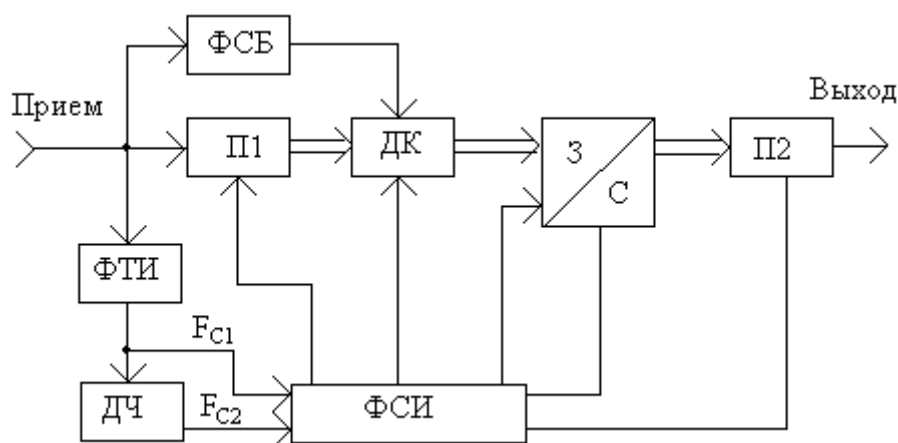 ФСБ
Прием
Выход
П1
ДК
З
С
П2
ФТИ
FC1
ДЧ
FC2
ФСИ